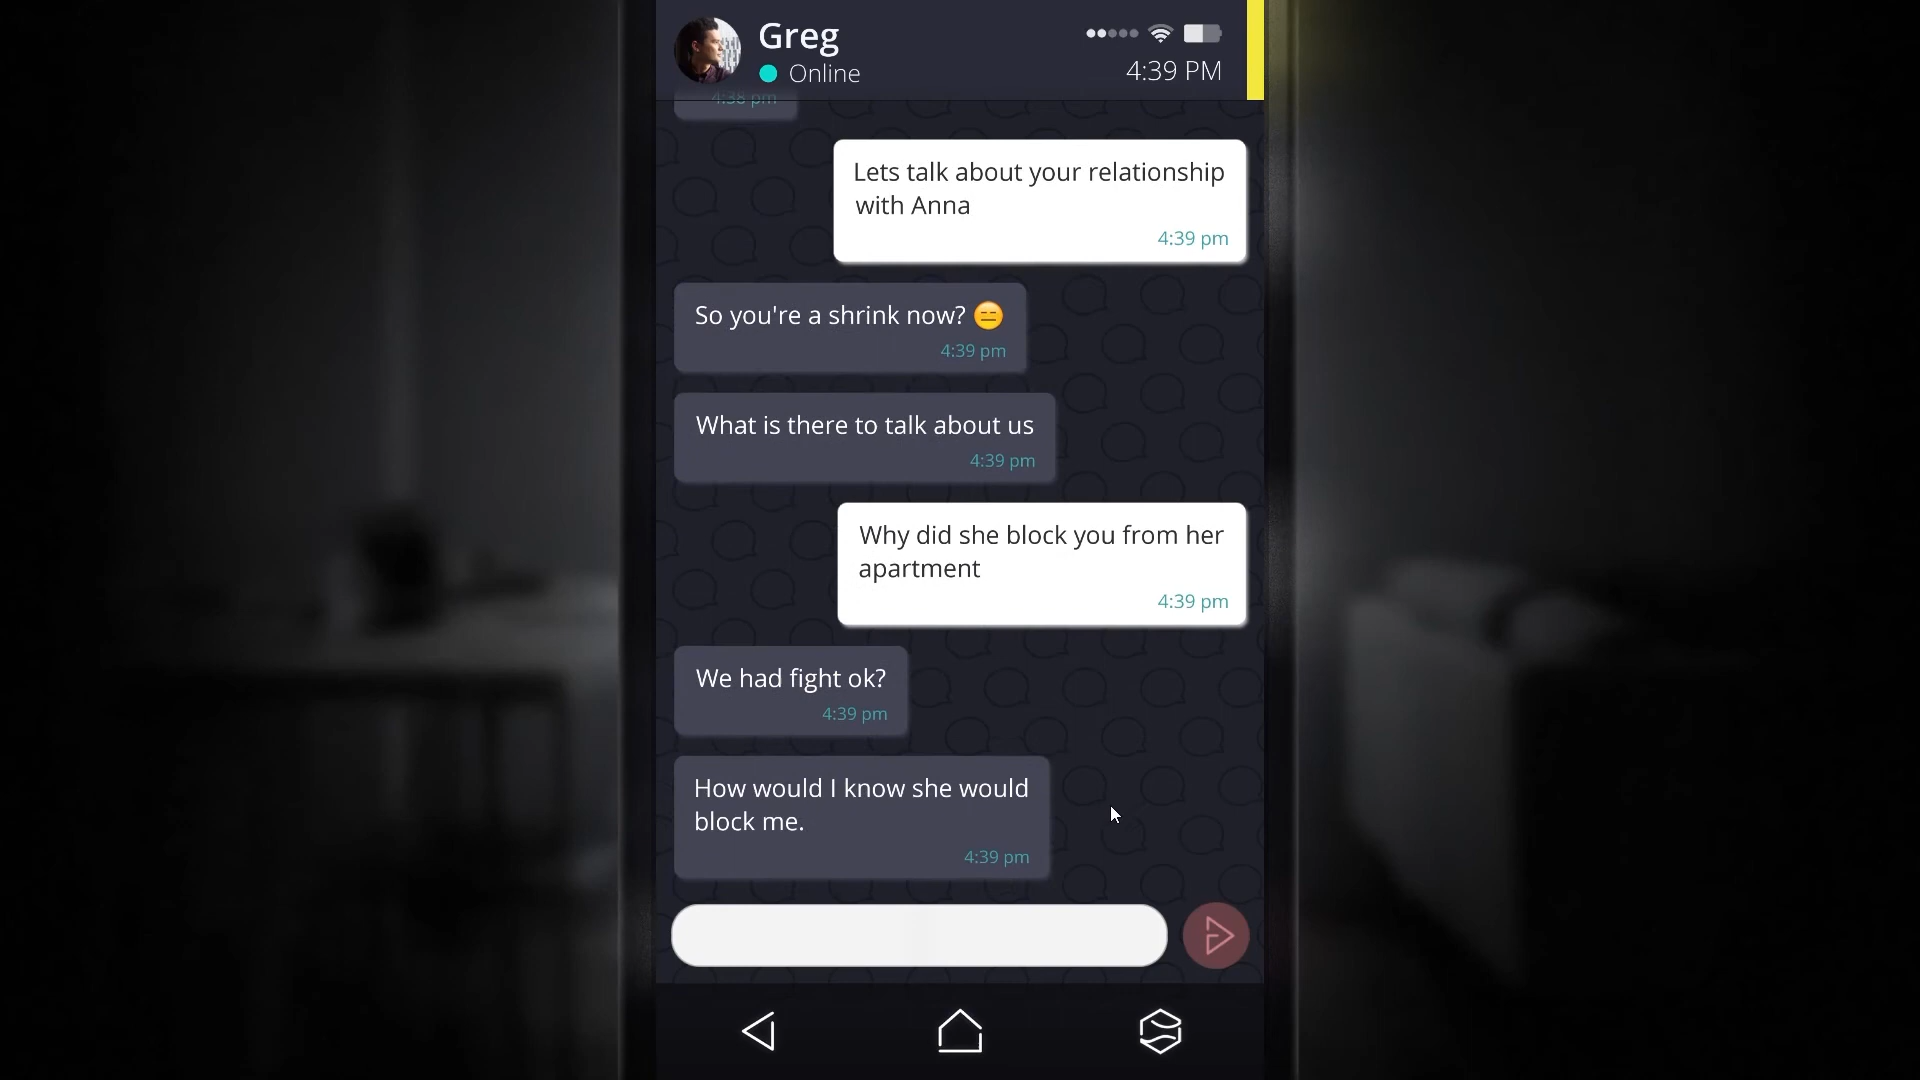 Greg
Online
4:39 PM
4:38 pm
Lets talk about your relationship
with Anna
4:39 pm
So you're a shrink now? 😑
4:39 pm
What is there to talk about us
4:39 pm
Why did she block you from her
apartment
4:39 pm
We had fight ok?
4:39 pm
How would I know she would
block me.
4:39 pm